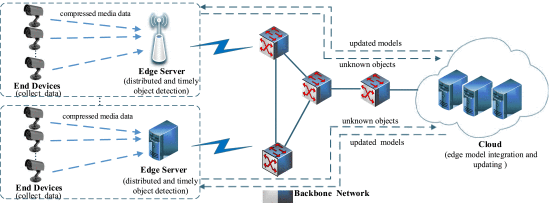 compressed media data
End Devices
(collect data)
Edge Server
(distributed and timely
object detection)
updated models
unknown objects
compressed media data
End Devices
(collect data)
Edge Server
(distributed and timely
object detection)
unknown objects
updated models
Cloud
(edge model integration and
updating )
Backbone Network